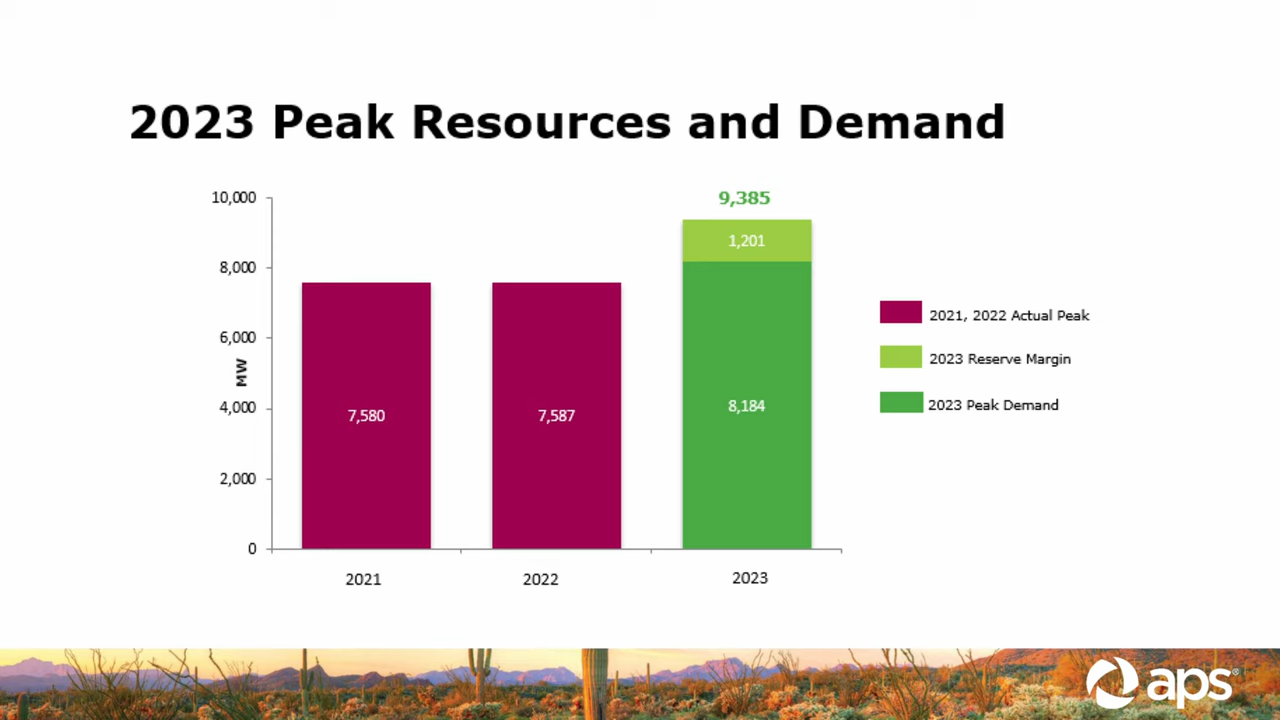 2023 Peak Resources and Demand
9,385
10,000
8,000
6,000
4,000
2,000
0
MW
1,201
8,184
7,580
7,587
2021
2022
2023
2021, 2022 Actual Peak
2023 Reserve Margin
2023 Peak Demand
aps®